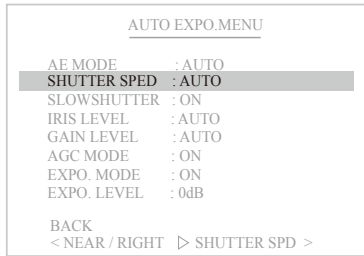 AUTO EXPO.MENU
AE MODE : AUTO
SHUTTER SPED : AUTO
SLOWSHUTTER : ON
IRIS LEVEL : AUTO
GAIN LEVEL : AUTO
AGC MODE : ON
EXPO. MODE : ON
EXPO. LEVEL : 0dB
BACK
< NEAR / RIGHT ▷ SHUTTER SPD >